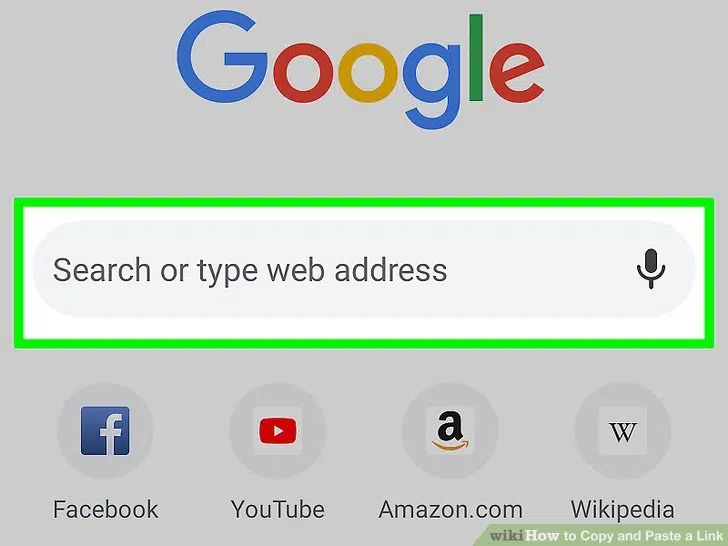 Google
Search or type web address
f
a
W
Facebook YouTube Amazon.com Wikipedia
wikiHow to Copy and Paste a Link